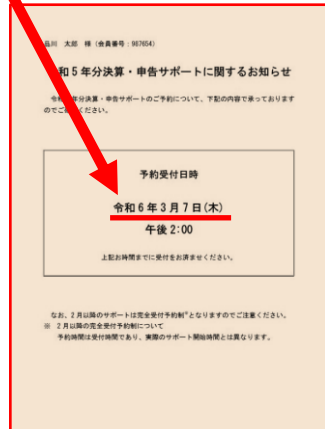 品川 太郎 様（会員番号：987654）
和5年分決算・申告サポートに関するお知らせ
年分決算・申告サポートのご予約について、下記の内容で承っております
のでご ください。
予約受付日時
令和6年3月7日(木)
午後2:00
上記お時間までに受付をお済ませください。
なお、2月以降のサポートは完全受付予約制※となりますのでご注意ください。
※ 2月以降の完全受付予約制について
予約時間は受付時間であり、実際のサポート開始時間とは異なります。